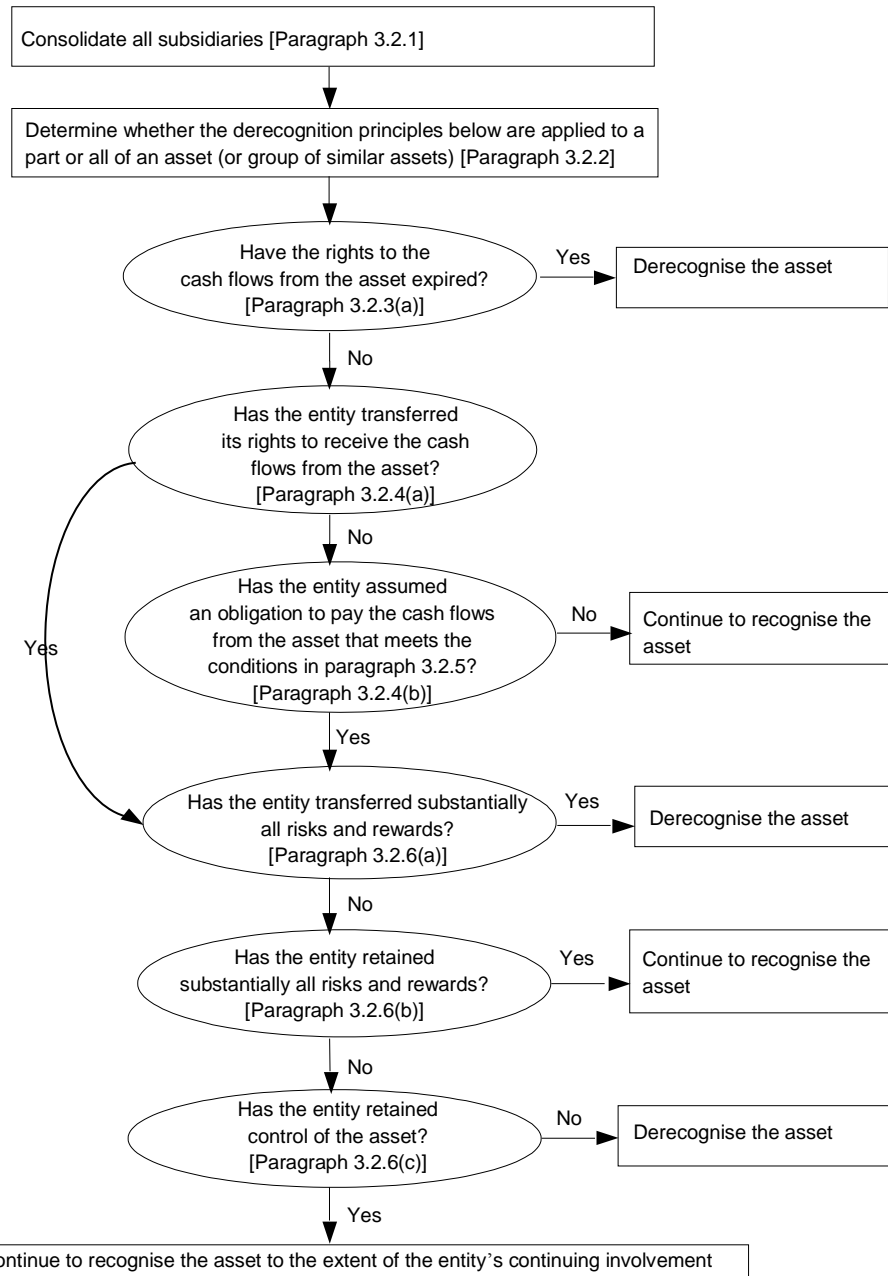 Consolidate all subsidiaries [Paragraph 3.2.1]
Determine whether the derecognition principles below are applied to a
part or all of an asset (or group of similar assets) [Paragraph 3.2.2]
Have the rights to the
cash flows from the asset expired?
[Paragraph 3.2.3(a)]
Yes
Derecognise the asset
No
Has the entity transferred
its rights to receive the cash
flows from the asset?
[Paragraph 3.2.4(a)]
No
Yes
Has the entity assumed
an obligation to pay the cash flows
from the asset that meets the
conditions in paragraph 3.2.5?
[Paragraph 3.2.4(b)]
No
Continue to recognise the
asset
Yes
Has the entity transferred substantially
all risks and rewards?
[Paragraph 3.2.6(a)]
Yes
Derecognise the asset
No
Has the entity retained
substantially all risks and rewards?
[Paragraph 3.2.6(b)]
Yes
Continue to recognise the
asset
No
Has the entity retained
control of the asset?
[Paragraph 3.2.6(c)]
No
Derecognise the asset
Yes
ontinue to recognise the asset to the extent of the entity’s continuing involvement